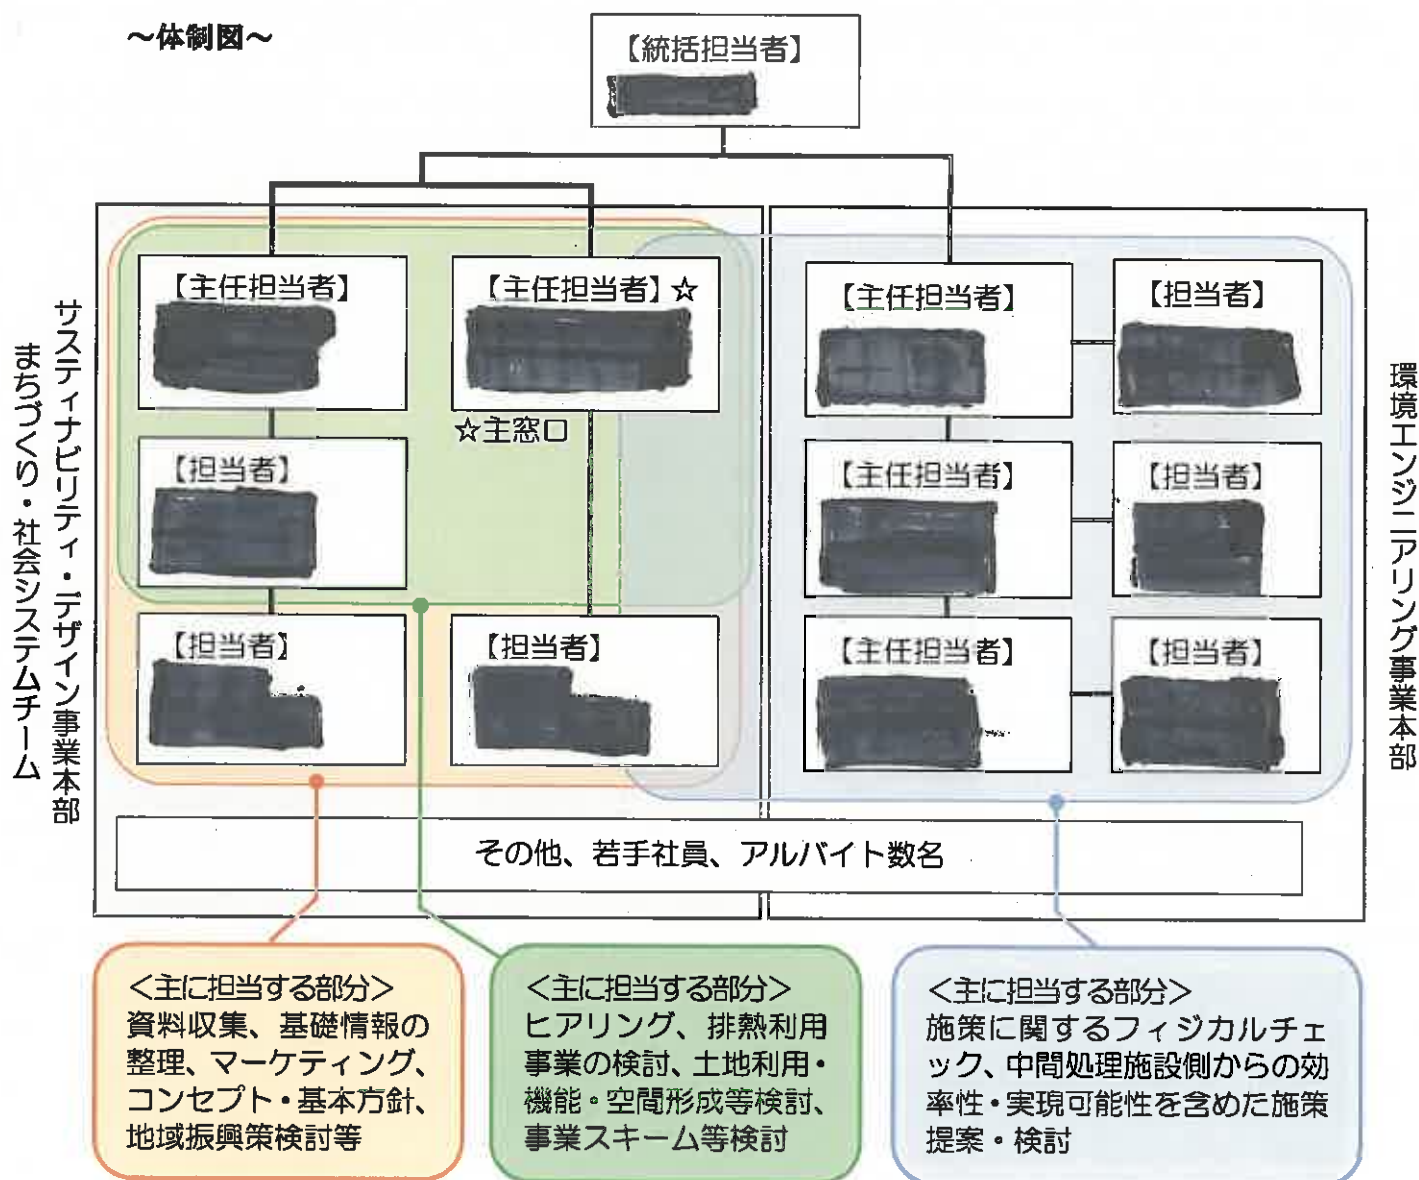 ～体制図～
【統括担当者】
サスティナビリティ・デザイン事業本部
まちづくり・社会システムチーム
【主任担当者】
【主任担当者】☆
☆主窓口
【担当者】
【担当者】
【担当者】
【主任担当者】
【担当者】
【主任担当者】
【担当者】
【主任担当者】
【担当者】
環境エンジニアリング事業本部
その他、若手社員、アルバイト数名
＜主に担当する部分＞
資料収集、基礎情報の
整理、マーケティング、
コンセプト・基本方針、
地域振興策検討等
＜主に担当する部分＞
ヒアリング、排熱利用
事業の検討、土地利用・
機能・空間形成等検討、
事業スキーム等検討
＜主に担当する部分＞
施策に関するフィジカルチェ
ック、中間処理施設側からの効
率性・実現可能性を含めた施策
提案・検討